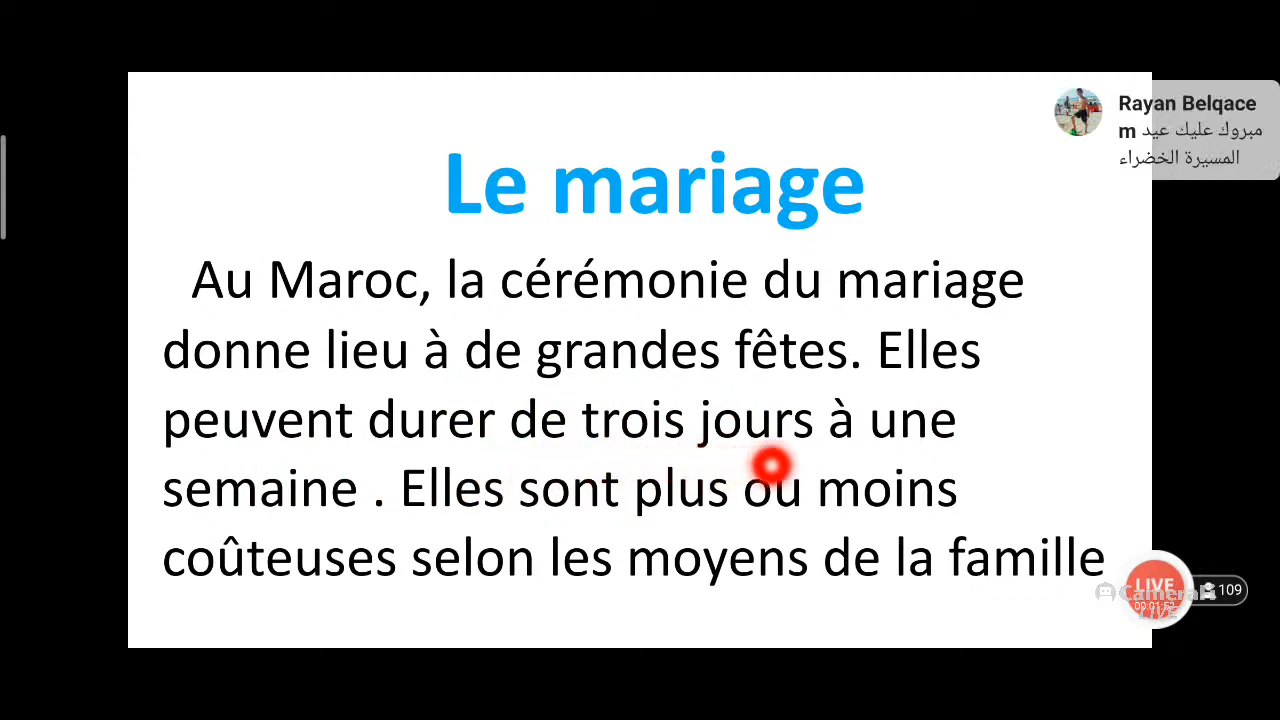 Le mariage
Au Maroc, la cérémonie du mariage
donne lieu à de grandes fêtes. Elles
peuvent durer de trois jours à une
semaine . Elles sont plus ou moins
coûteuses selon les moyens de la famille
Rayan Belqace
m مبروك عليك عيد
المسيرة الخضراء
LIVE
109
CameraFi
LIVE